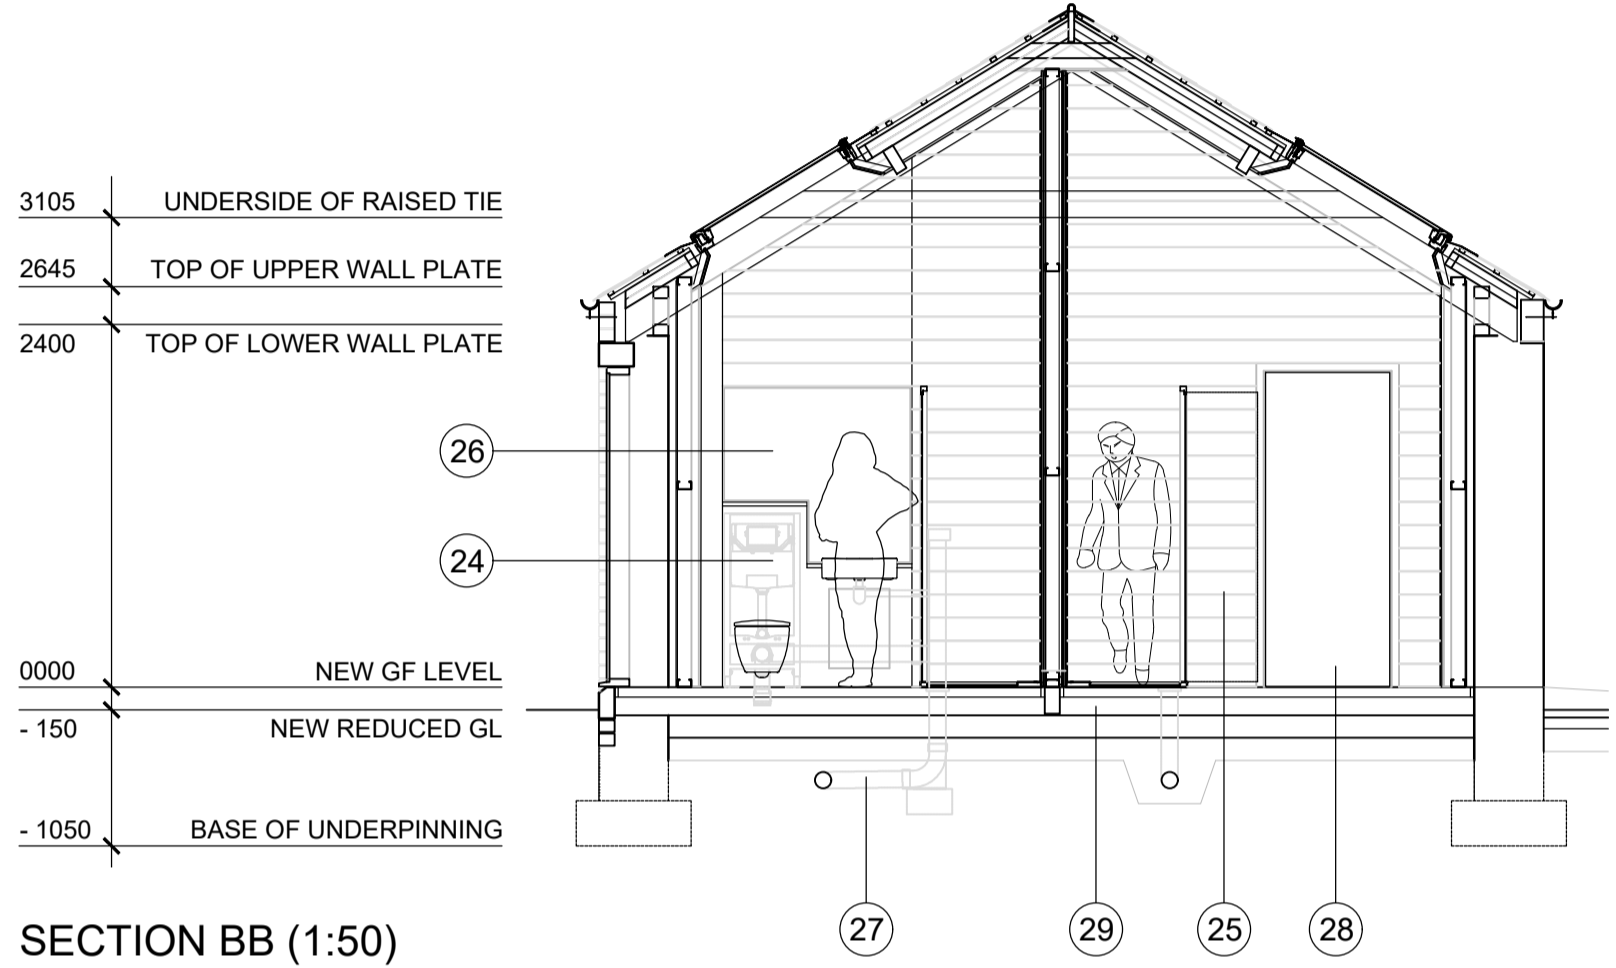 3105 UNDERSIDE OF RAISED TIE
2645 TOP OF UPPER WALL PLATE
2400 TOP OF LOWER WALL PLATE
26
24
0000 NEW GF LEVEL
- 150 NEW REDUCED GL
- 1050 BASE OF UNDERPINNING
27 29 25 28
SECTION BB (1:50)